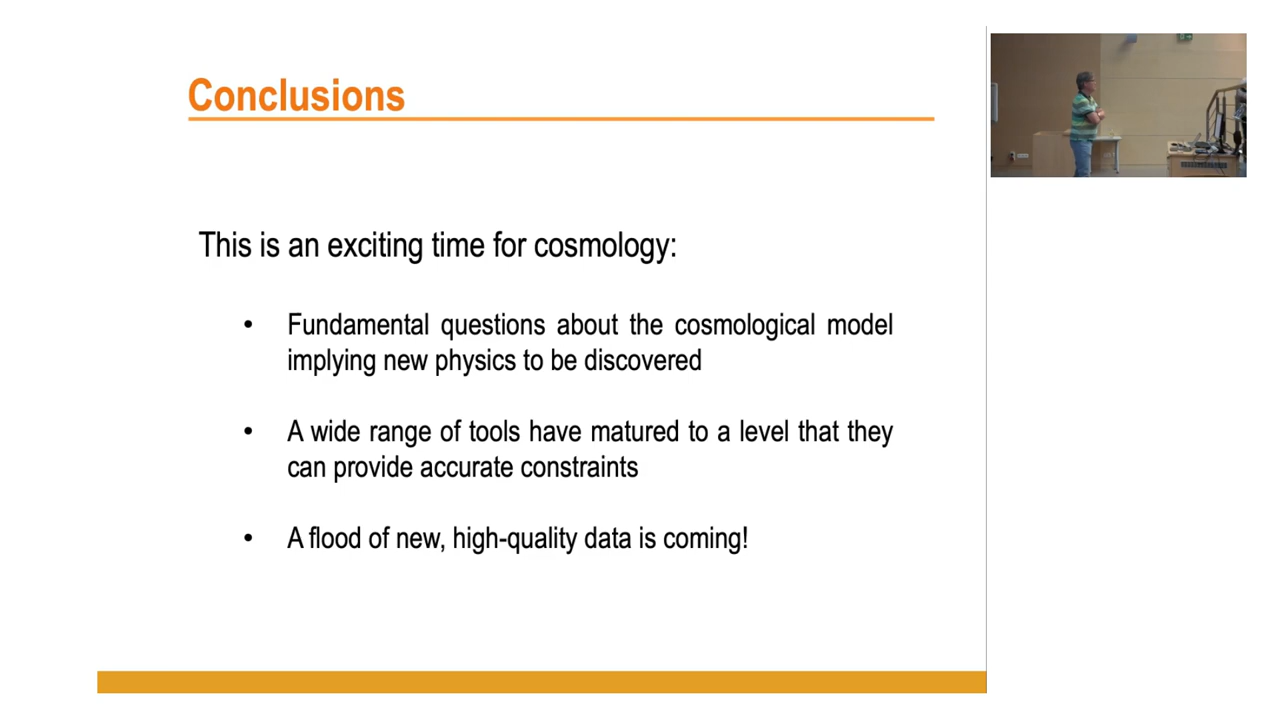 Conclusions
This is an exciting time for cosmology:
• Fundamental questions about the cosmological model
implying new physics to be discovered
• A wide range of tools have matured to a level that they
can provide accurate constraints
• A flood of new, high-quality data is coming!